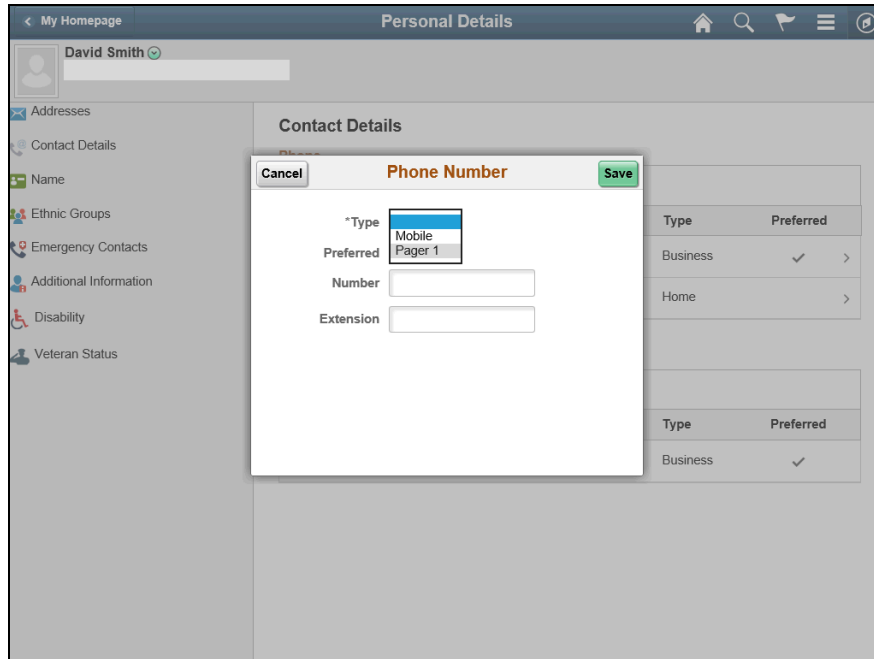 My Homepage
Personal Details
David Smith
Addresses
Contact Details
Name
Ethnic Groups
Emergency Contacts
Additional Information
Disability
Veteran Status
Contact Details
Phone
Cancel
Phone Number
Save
*Type
Mobile
Pager 1
Preferred
Number
Extension
Type Preferred
Business
Home
Type Preferred
Business